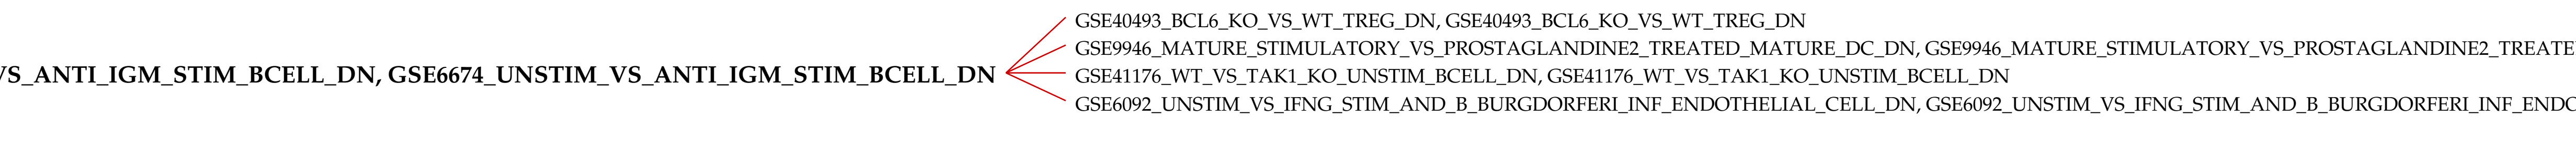 GSE40493_BCL6_KO_VS_WT_TREG_DN, GSE40493_BCL6_KO_VS_WT_TREG_DN
GSE9946_MATURE_STIMULATORY_VS_PROSTAGLANDINE2_TREATED_MATURE_DC_DN, GSE9946_MATURE_STIMULATORY_VS_PROSTAGLANDINE2_TREATE
VS_ANTI_IGM_STIM_BCELL_DN, GSE6674_UNSTIM_VS_ANTI_IGM_STIM_BCELL_DN
GSE41176_WT_VS_TAK1_KO_UNSTIM_BCELL_DN, GSE41176_WT_VS_TAK1_KO_UNSTIM_BCELL_DN
GSE6092_UNSTIM_VS_IFNG_STIM_AND_B_BURGDORFERI_INF_ENDOTHELIAL_CELL_DN, GSE6092_UNSTIM_VS_IFNG_STIM_AND_B_BURGDORFERI_INF_ENDO